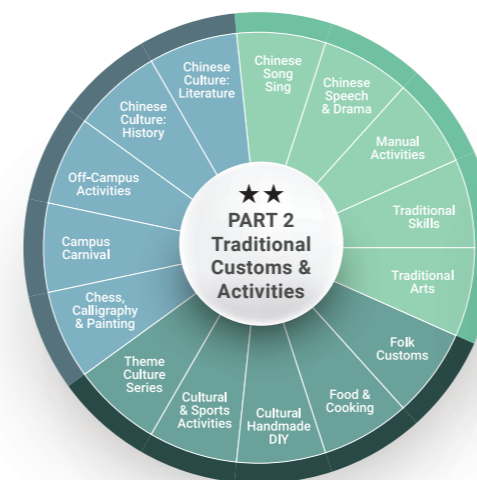 ★★
PART 2
Traditional
Customs &
Activities
Chinese
Song
Sing
Chinese
Speech
& Drama
Manual
Activities
Traditional
Skills
Traditional
Arts
Folk
Customs
Food &
Cooking
Cultural
Handmade
DIY
Cultural
& Sports
Activities
Theme
Culture
Series
Chess,
Calligraphy
& Painting
Campus
Carnival
Off-Campus
Activities
Chinese
Culture:
History
Chinese
Culture:
Literature